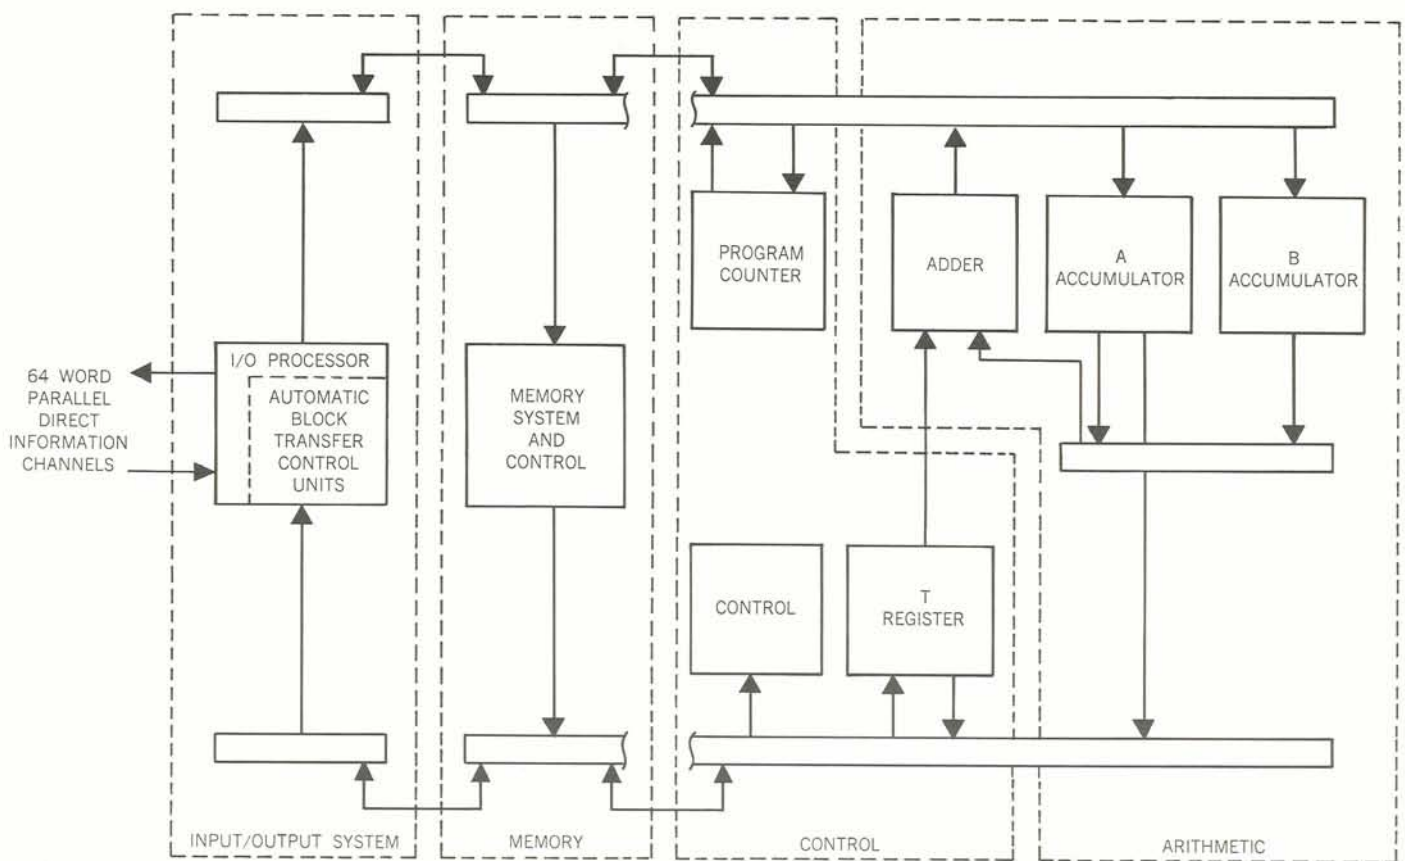 64 WORD
PARALLEL
DIRECT
INFORMATION
CHANNELS
I/O PROCESSOR
AUTOMATIC
BLOCK
TRANSFER
CONTROL
UNITS
MEMORY
SYSTEM
AND
CONTROL
PROGRAM
COUNTER
ADDER
A
ACCUMULATOR
B
ACCUMULATOR
CONTROL
T
REGISTER
INPUT/OUTPUT SYSTEM
MEMORY
CONTROL
ARITHMETIC